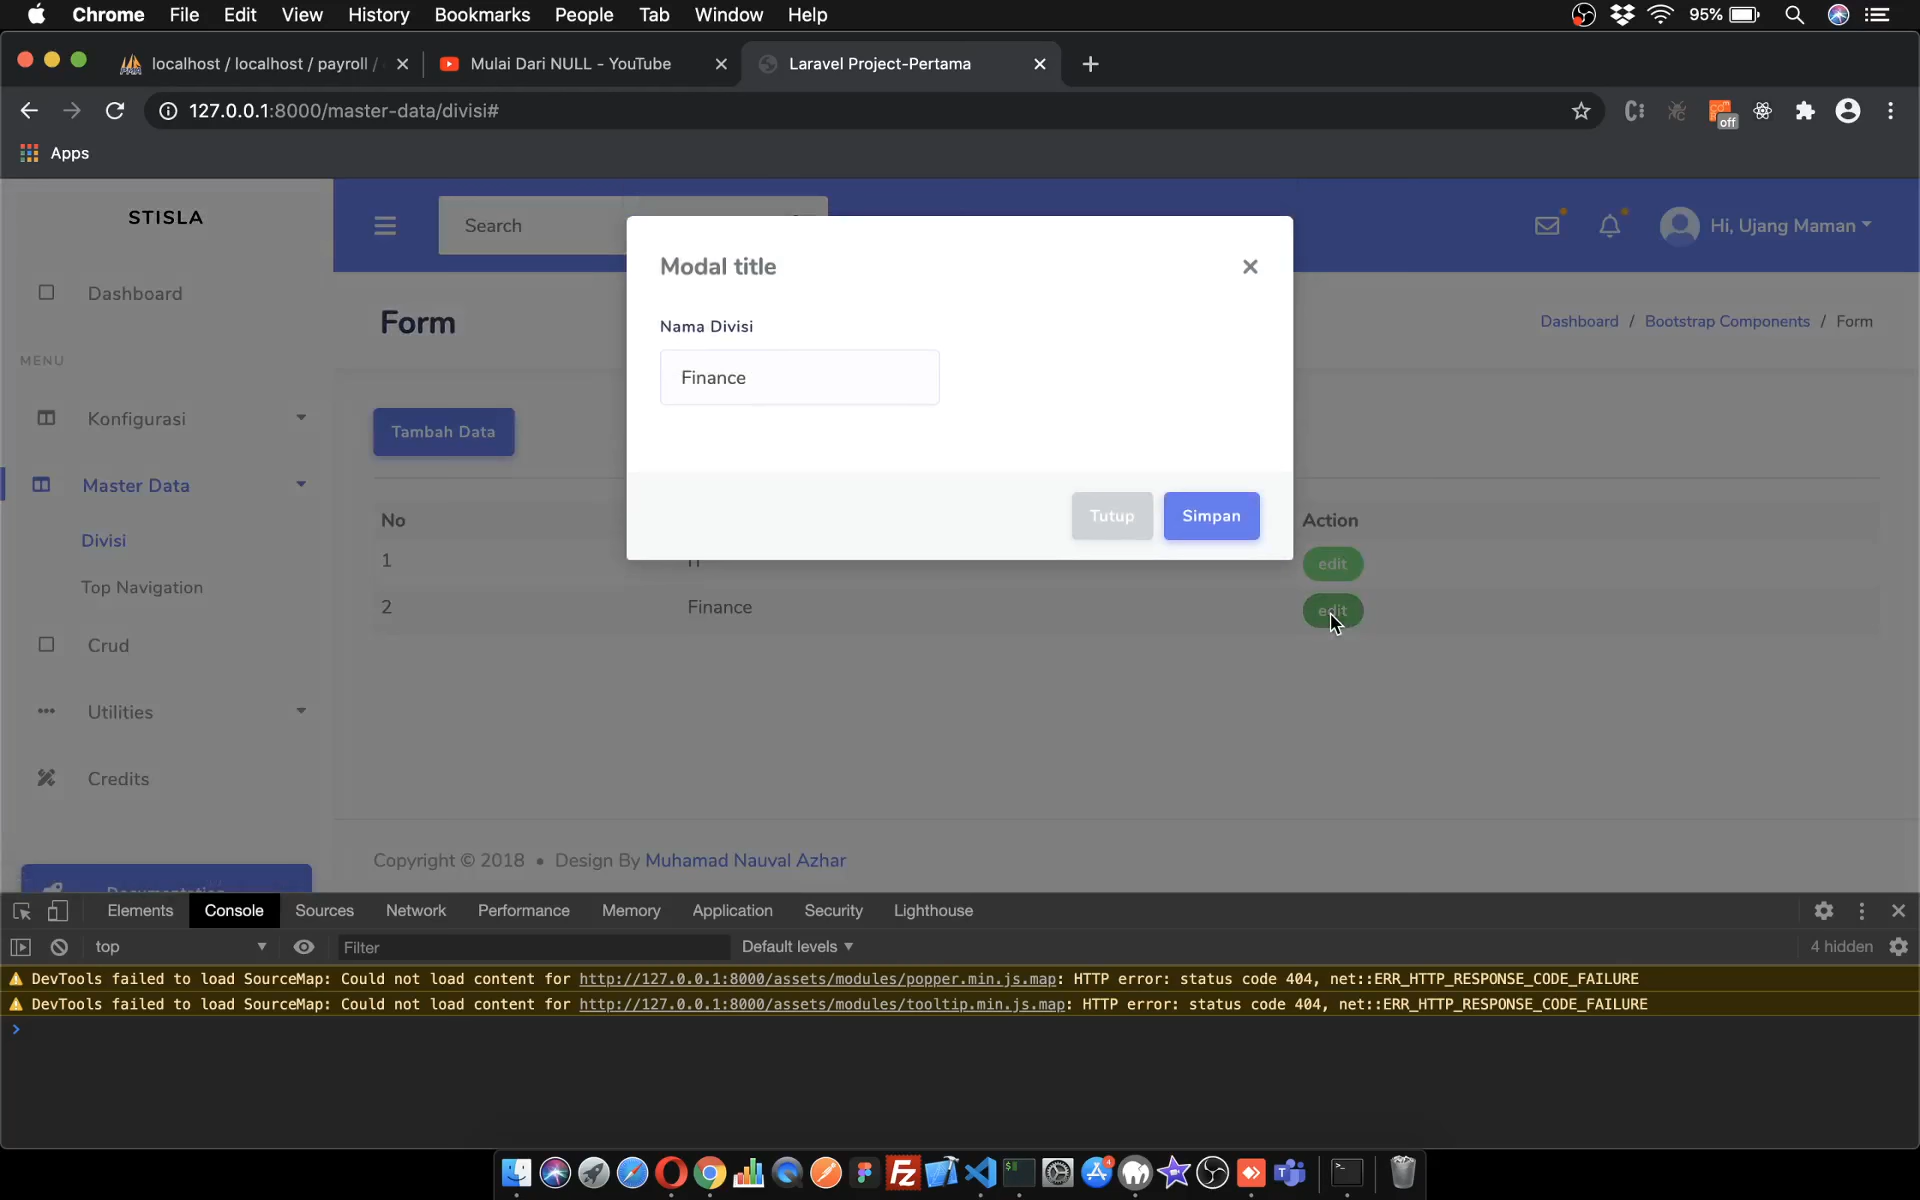 Chrome File Edit View History Bookmarks People Tab Window Help 95%
localhost / localhost / payroll /
Mulai Dari NULL - YouTube
Laravel Project-Pertama
127.0.0.1:8000/master-data/divisi#
off
Apps
STISLA
Search
Hi, Ujang Maman
Modal title
Dashboard
Form
Dashboard / Bootstrap Components / Form
Nama Divisi
MENU
Finance
Konfigurasi
Tambah Data
Master Data
Tutup
Simpan
No
Action
Divisi
1
edit
Top Navigation
2
Finance
edit
Crud
Utilities
Credits
Copyright © 2018 • Design By Muhamad Nauval Azhar
Documentation
Elements Console Sources Network Performance Memory Application Security Lighthouse
top
Filter
Default levels
4 hidden
DevTools failed to load SourceMap: Could not load content for http://127.0.0.1:8000/assets/modules/popper.min.js.map: HTTP error: status code 404, net::ERR_HTTP_RESPONSE_CODE_FAILURE
DevTools failed to load SourceMap: Could not load content for http://127.0.0.1:8000/assets/modules/tooltip.min.js.map: HTTP error: status code 404, net::ERR_HTTP_RESPONSE_CODE_FAILURE